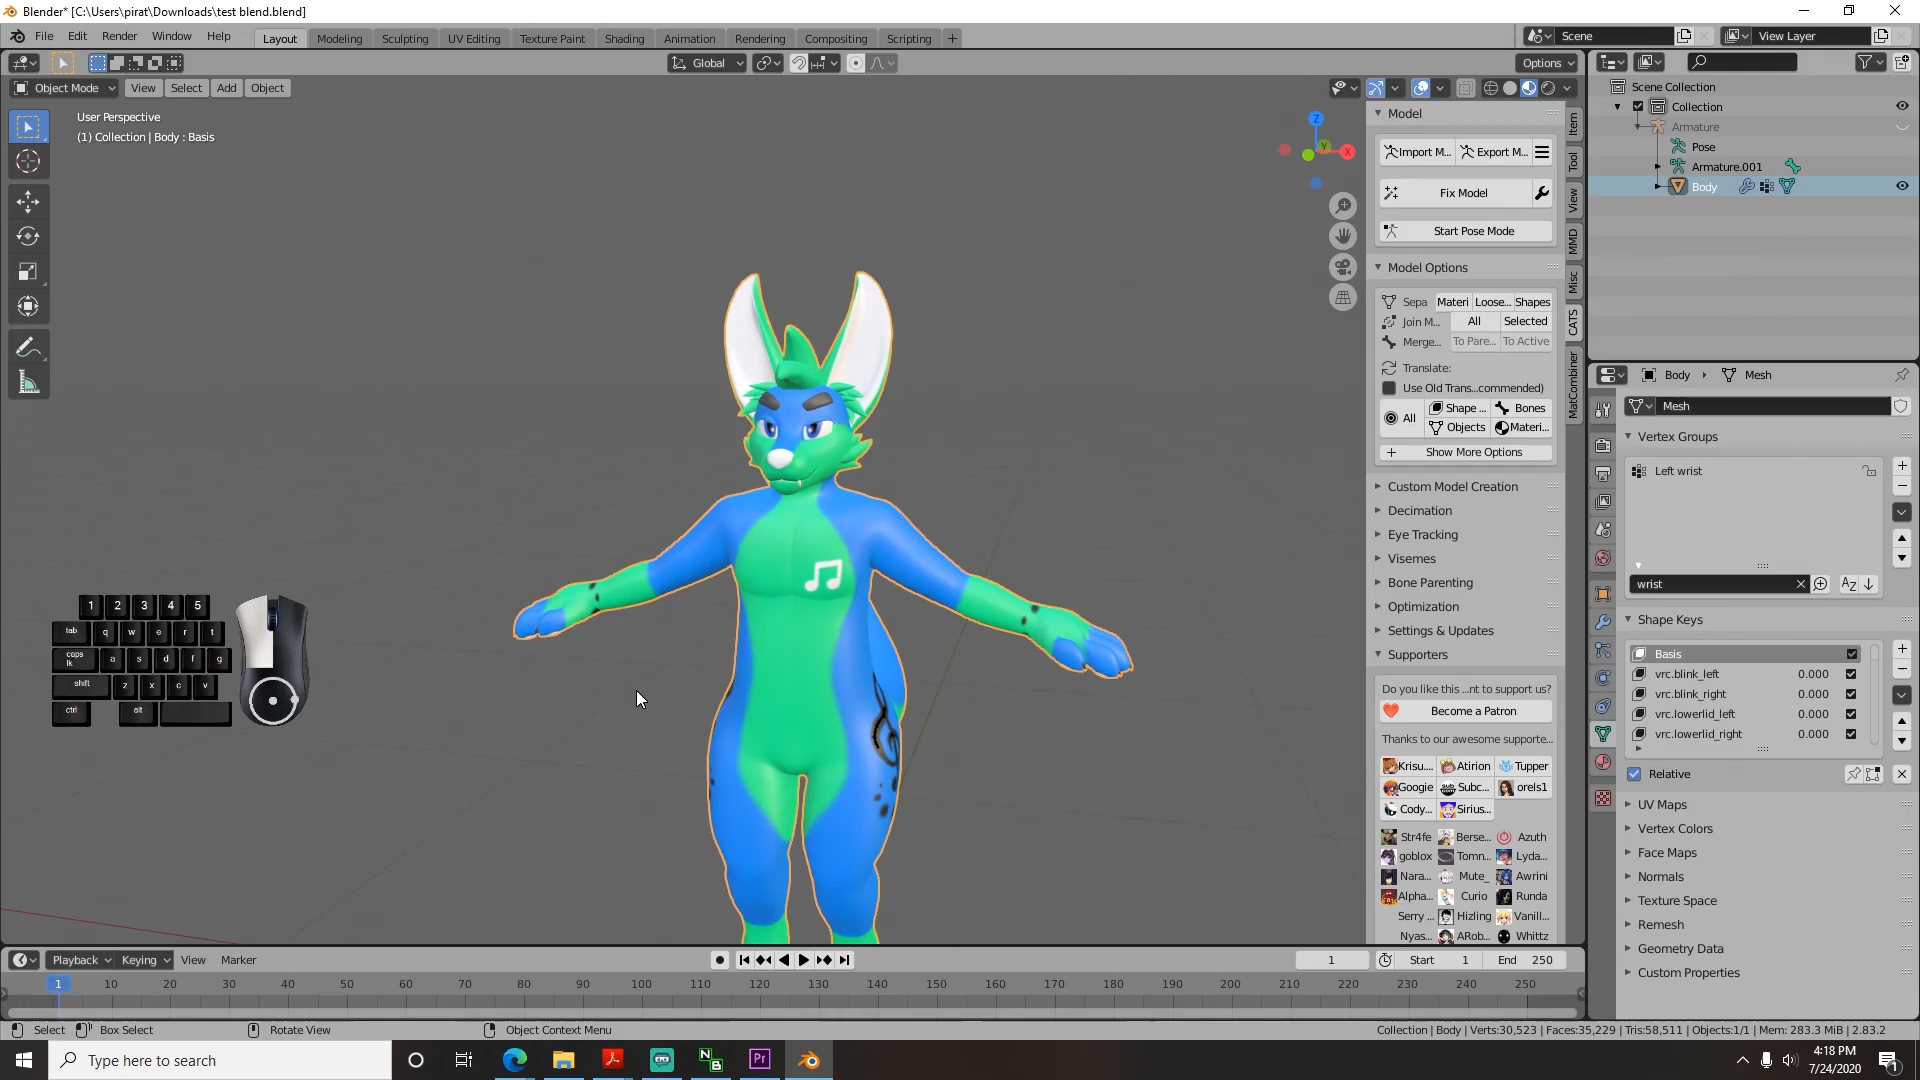 Blender* [C:\Users\pirat\Downloads\test blend.blend]
File Edit Render Window Help Layout Modeling Sculpting UV Editing Texture Paint Shading Animation Rendering Compositing Scripting + Scene View Layer
Global Options
Object Mode View Select Add Object
User Perspective
(1) Collection | Body : Basis
Z
Y
X
Item
Tool
View
MMD
Misc
CATS
MatCombiner
Model
Import M... Export M...
Fix Model
Start Pose Mode
Model Options
Sepa Materi Loose... Shapes
Join M... All Selected
Merge... To Pare... To Active
Translate:
Use Old Trans...commended)
All Shape ... Bones
Objects Materi...
+ Show More Options
Custom Model Creation
Decimation
Eye Tracking
Visemes
Bone Parenting
Optimization
Settings & Updates
Supporters
Do you like this ...nt to support us?
Become a Patron
Thanks to our awesome supporte...
Krisu... Atirion Tupper
Googie Subc... orels1
Cody... Sirius...
Str4fe Berse... Azuth
goblox Tomn... Lyda...
Nara... Mute_ Awrini
Alpha... Curio Runda
Serry ... Hizling Vanill...
Nyas... ARob... Whittz
Scene Collection
Collection
Armature
Pose
Armature.001
Body
Body Mesh
Mesh
Vertex Groups
Left wrist
wrist
Shape Keys
Basis
vrc.blink_left 0.000
vrc.blink_right 0.000
vrc.lowerlid_left 0.000
vrc.lowerlid_right 0.000
Relative
UV Maps
Vertex Colors
Face Maps
Normals
Texture Space
Remesh
Geometry Data
Custom Properties
1 2 3 4 5
tab q w e r t
caps lk a s d f g
shift z x c v
ctrl alt
Playback Keying View Marker 1 Start 1 End 250
1 10 20 30 40 50 60 70 80 90 100 110 120 130 140 150 160 170 180 190 200 210 220 230 240 250
Select Box Select Rotate View Object Context Menu Collection | Body | Verts:30,523 | Faces:35,229 | Tris:58,511 | Objects:1/1 | Mem: 283.3 MiB | 2.83.2
Type here to search
N
B
Pr
4:18 PM
7/24/2020
1